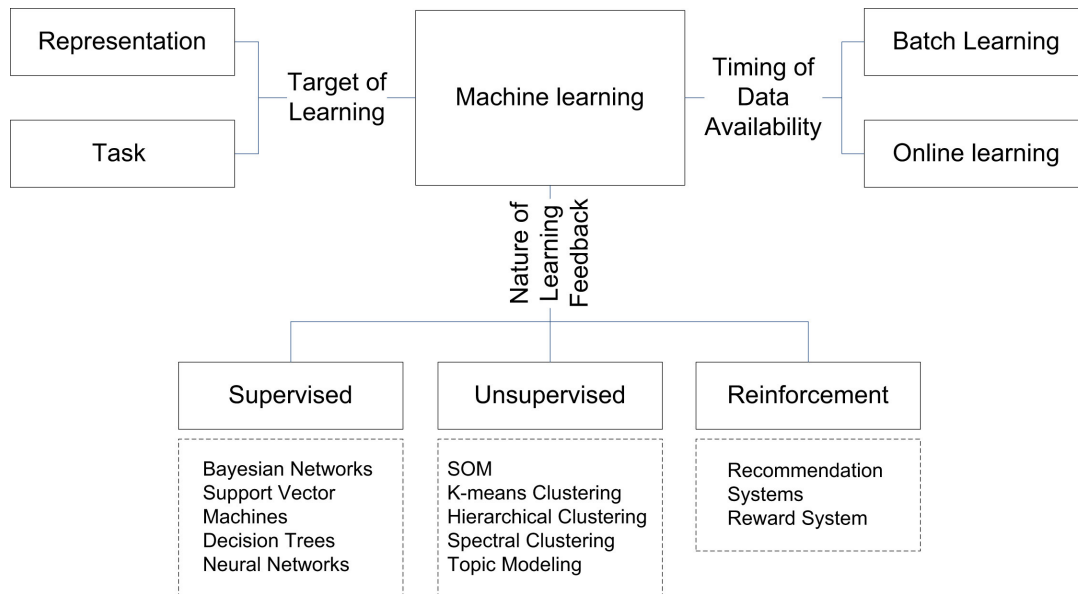 Representation
Task
Target of
Learning
Machine learning
Timing of
Data
Availability
Batch Learning
Online learning
Nature of
Learning
Feedback
Supervised
Bayesian Networks
Support Vector
Machines
Decision Trees
Neural Networks
Unsupervised
SOM
K-means Clustering
Hierarchical Clustering
Spectral Clustering
Topic Modeling
Reinforcement
Recommendation
Systems
Reward System